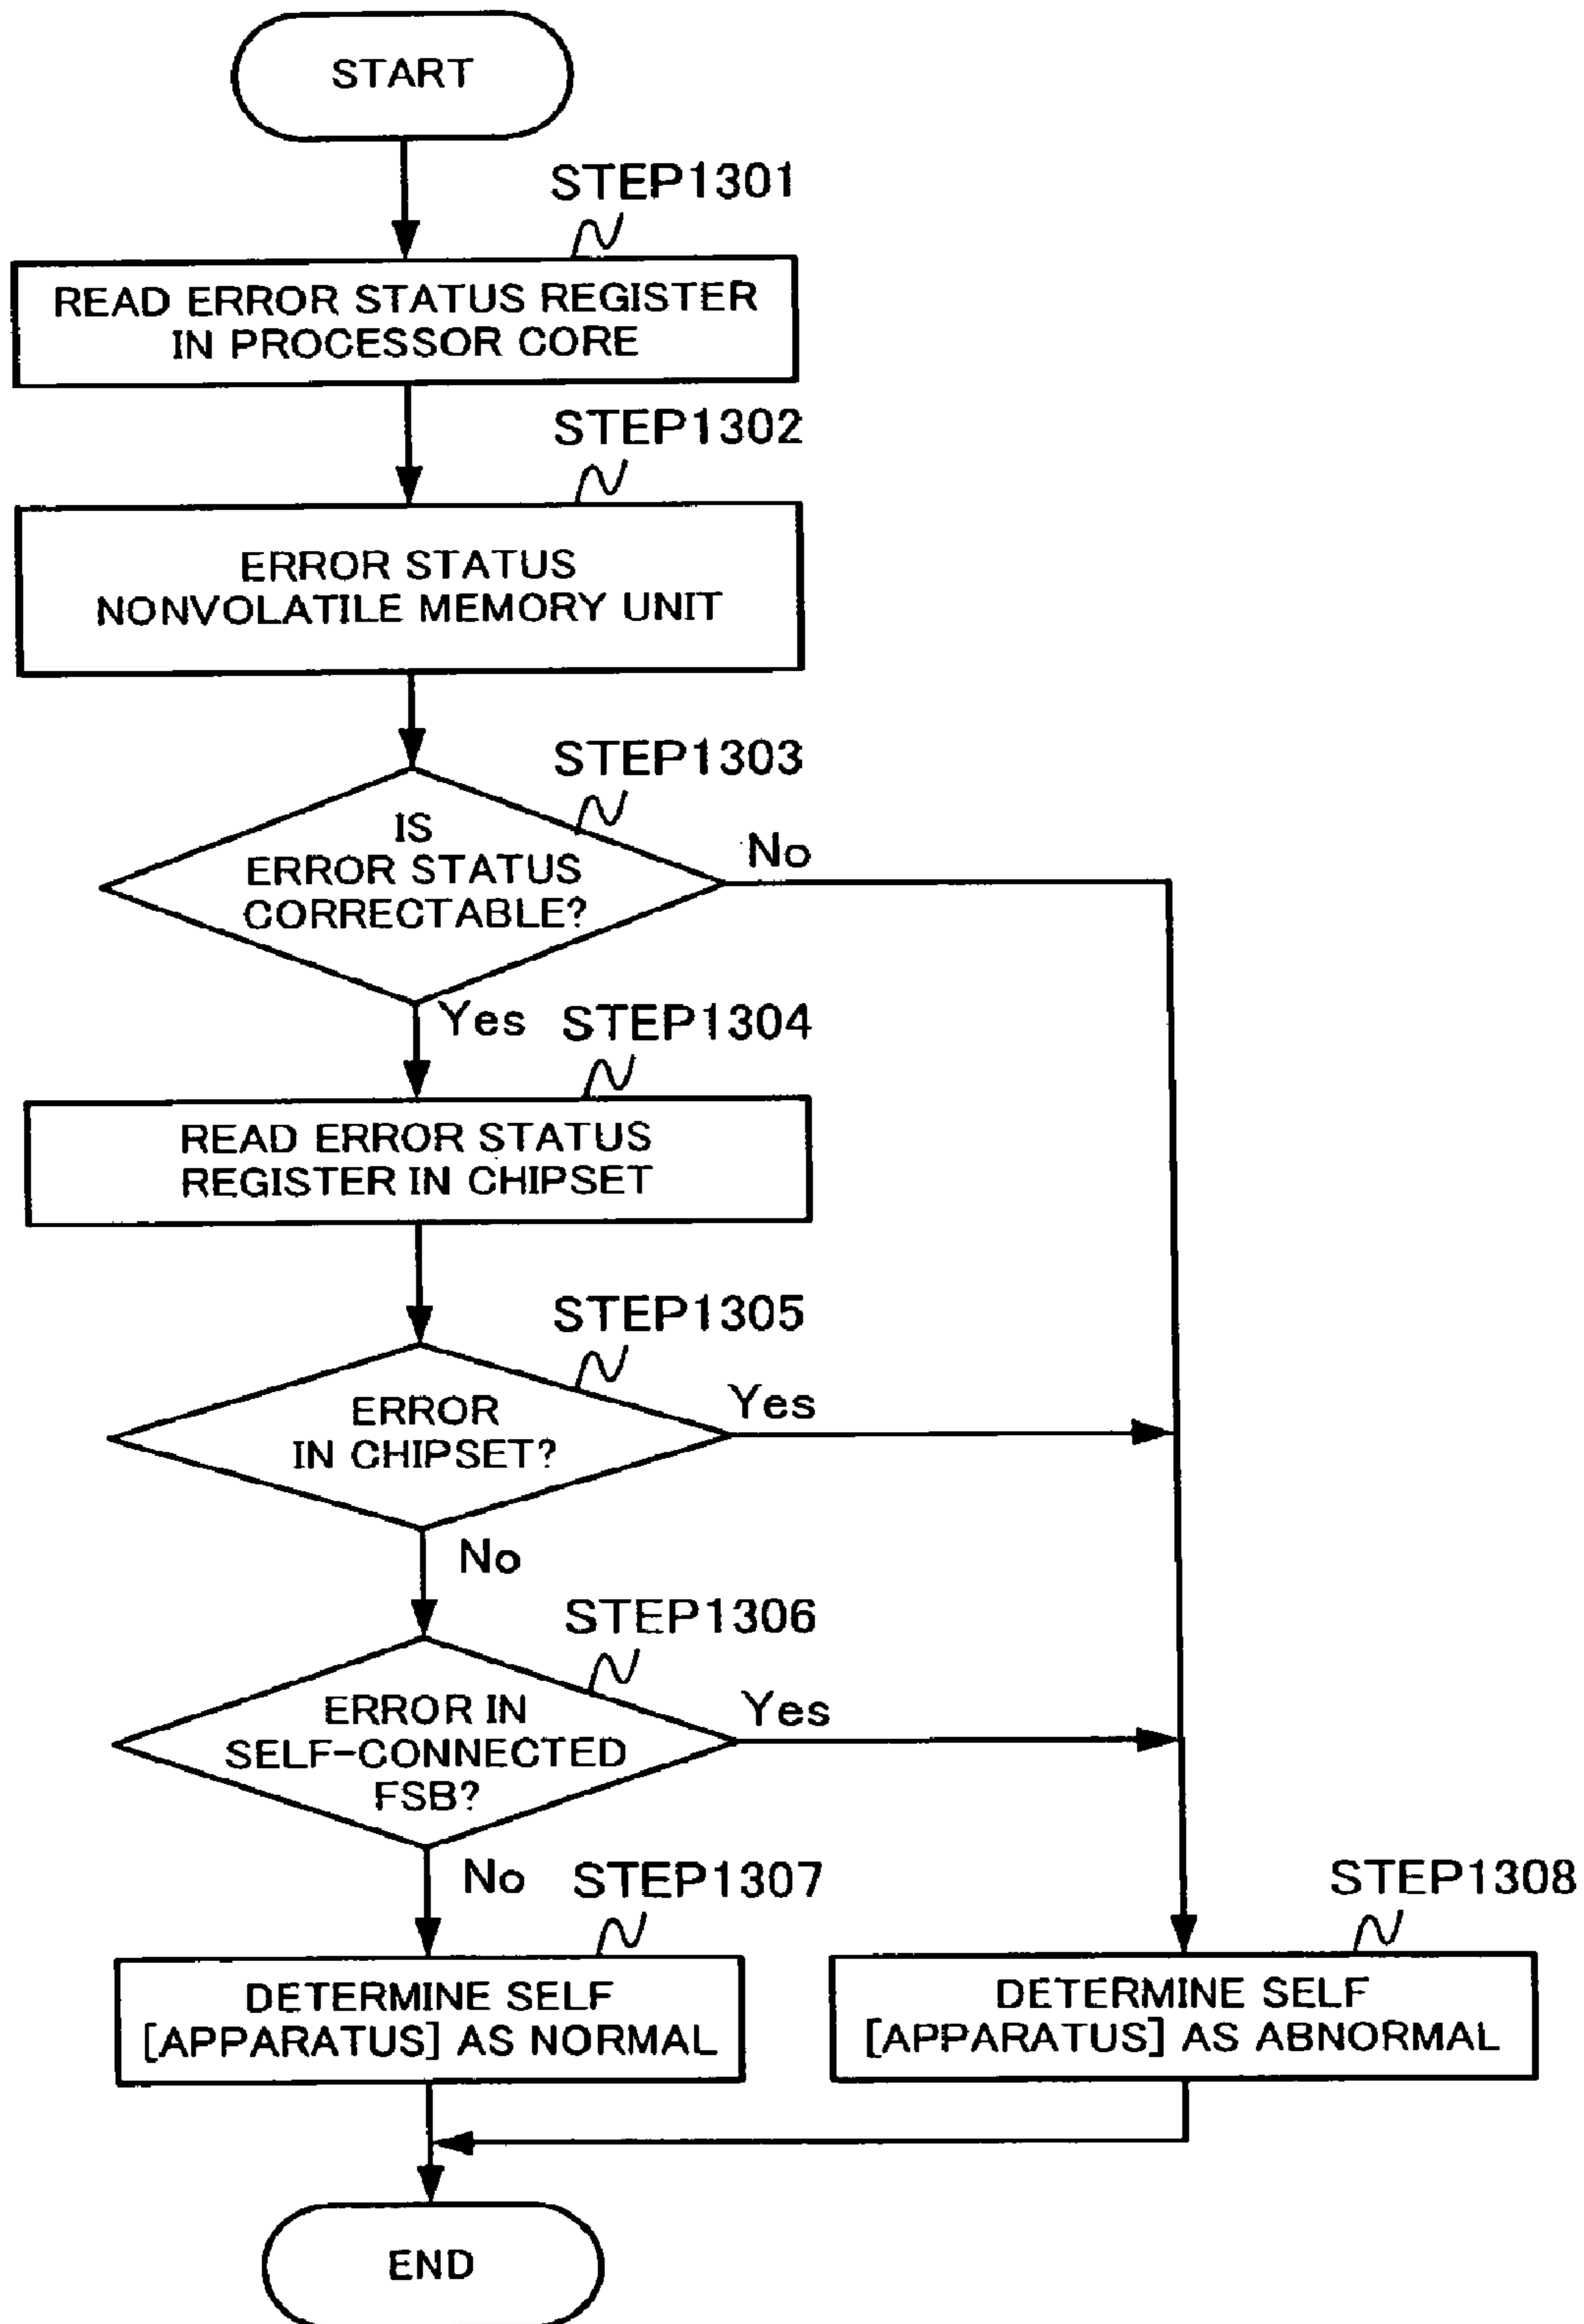 START
STEP1301
READ ERROR STATUS REGISTER
IN PROCESSOR CORE
STEP1302
ERROR STATUS
NONVOLATILE MEMORY UNIT
STEP1303
IS
ERROR STATUS
CORRECTABLE?
No
Yes
STEP1304
READ ERROR STATUS
REGISTER IN CHIPSET
STEP1305
ERROR
IN CHIPSET?
Yes
No
STEP1306
ERROR IN
SELF-CONNECTED
FSB?
Yes
No
STEP1307
DETERMINE SELF
[APPARATUS] AS NORMAL
STEP1308
DETERMINE SELF
[APPARATUS] AS ABNORMAL
END